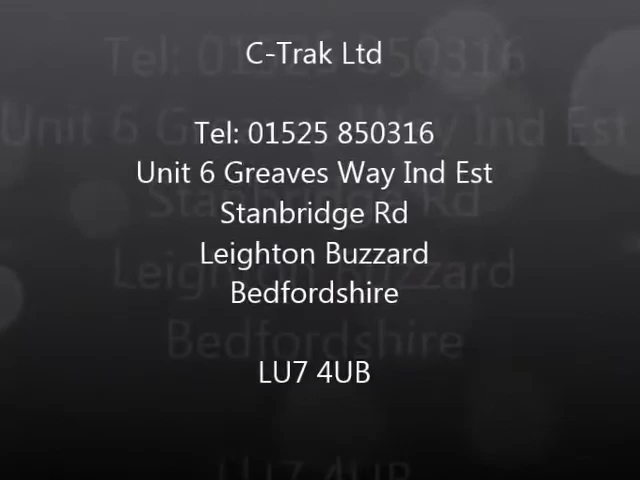 C-Trak Ltd
Tel: 01525 850316
Unit 6 Greaves Way Ind Est
Stanbridge Rd
Leighton Buzzard
Bedfordshire
LU7 4UB